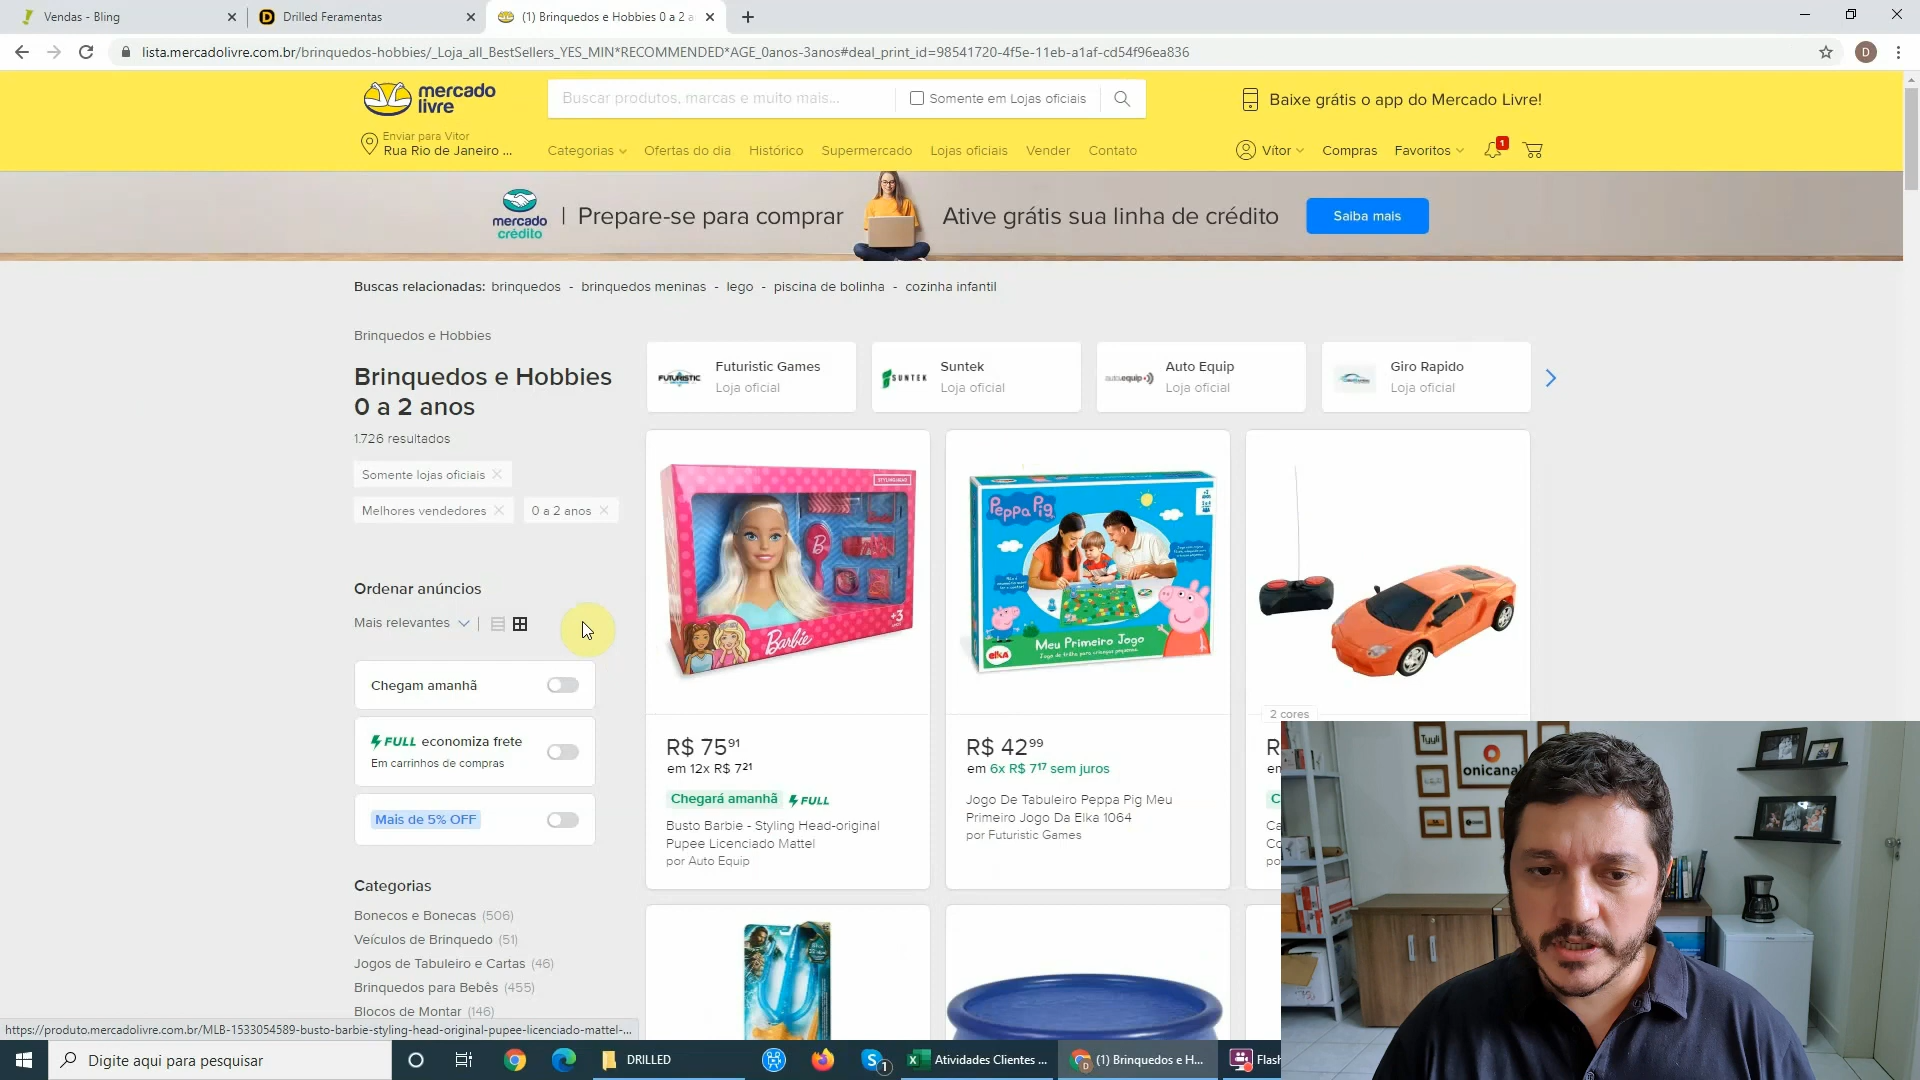 Vendas - Bling
Drilled Feramentas
(1) Brinquedos e Hobbies 0 a 2 a
lista.mercadolivre.com.br/brinquedos-hobbies/_Loja_all_BestSellers_YES_MIN*RECOMMENDED*AGE_0anos-3anos#deal_print_id=98541720-4f5e-11eb-a1af-cd54f96ea836
D
mercado
livre
Buscar produtos, marcas e muito mais...
Somente em Lojas oficiais
Baixe grátis o app do Mercado Livre!
Enviar para Vitor
Rua Rio de Janeiro ...
Categorias
Ofertas do dia
Histórico
Supermercado
Lojas oficiais
Vender
Contato
Vítor
Compras
Favoritos
1
mercado
crédito
Prepare-se para comprar
Ative grátis sua linha de crédito
Saiba mais
Buscas relacionadas: brinquedos - brinquedos meninas - lego - piscina de bolinha - cozinha infantil
Brinquedos e Hobbies
Brinquedos e Hobbies
0 a 2 anos
1.726 resultados
Somente lojas oficiais
Melhores vendedores
0 a 2 anos
Ordenar anúncios
Mais relevantes
Chegam amanhã
FULL economiza frete
Em carrinhos de compras
Mais de 5% OFF
Categorias
Bonecos e Bonecas (506)
Veículos de Brinquedo (51)
Jogos de Tabuleiro e Cartas (46)
Brinquedos para Bebês (455)
Blocos de Montar (146)
FUTURISTIC
Futuristic Games
Loja oficial
SUNTEK
Suntek
Loja oficial
autoequip
Auto Equip
Loja oficial
Giro Rapido
Loja oficial
B
+3
Barbie
R$ 75 91
em 12x R$ 7 21
Chegará amanhã FULL
Busto Barbie - Styling Head-original
Pupee Licenciado Mattel
por Auto Equip
Peppa Pig
Meu Primeiro Jogo
Jogo de trilha para crianças pequenas.
elka
R$ 42 99
em 6x R$ 7 17 sem juros
Jogo De Tabuleiro Peppa Pig Meu
Primeiro Jogo Da Elka 1064
por Futuristic Games
2 cores
R
en
C
Ca
Co
po
Tyyli
onicanal
https://produto.mercadolivre.com.br/MLB-1533054589-busto-barbie-styling-head-original-pupee-licenciado-mattel-...
Digite aqui para pesquisar
DRILLED
1
Atividades Clientes ...
(1) Brinquedos e H...
Flash